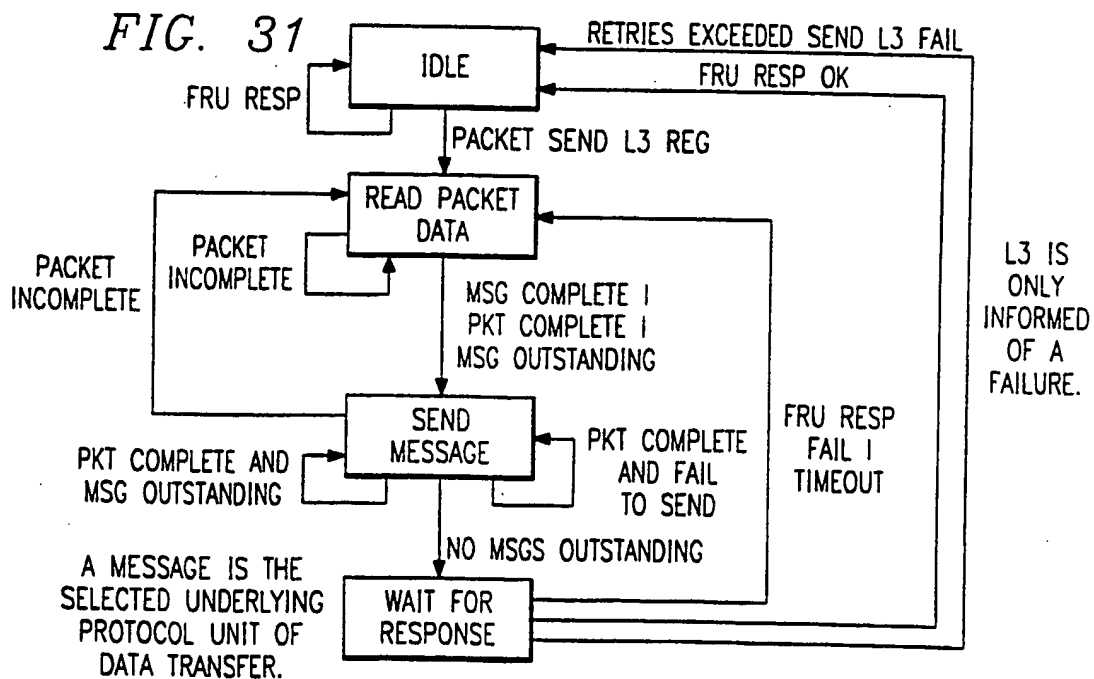 FIG. 31
RETRIES EXCEEDED SEND L3 FAIL
IDLE
FRU RESP OK
FRU RESP
PACKET SEND L3 REG
READ PACKET
DATA
PACKET
INCOMPLETE
PACKET
INCOMPLETE
L3 IS
ONLY
INFORMED
OF A
FAILURE.
MSG COMPLETE |
PKT COMPLETE |
MSG OUTSTANDING
SEND
MESSAGE
FRU RESP
FAIL |
TIMEOUT
PKT COMPLETE AND
MSG OUTSTANDING
PKT COMPLETE
AND FAIL
TO SEND
NO MSGS OUTSTANDING
A MESSAGE IS THE
SELECTED UNDERLYING
PROTOCOL UNIT OF
DATA TRANSFER.
WAIT FOR
RESPONSE